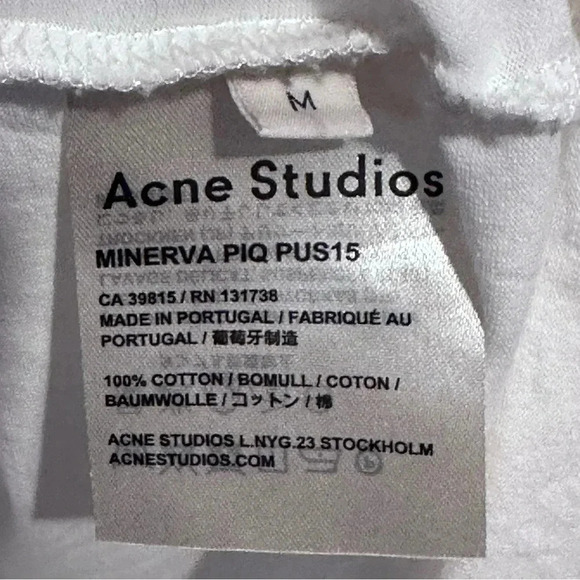 M
Acne Studios
MINERVA PIQ PUS15
CA 39815 / RN 131738
MADE IN PORTUGAL / FABRIQUÉ AU
PORTUGAL / 葡萄牙制造
100% COTTON / BOMULL / COTON /
BAUMWOLLE / コットン / 棉
ACNE STUDIOS L.NYG.23 STOCKHOLM
ACNESTUDIOS.COM